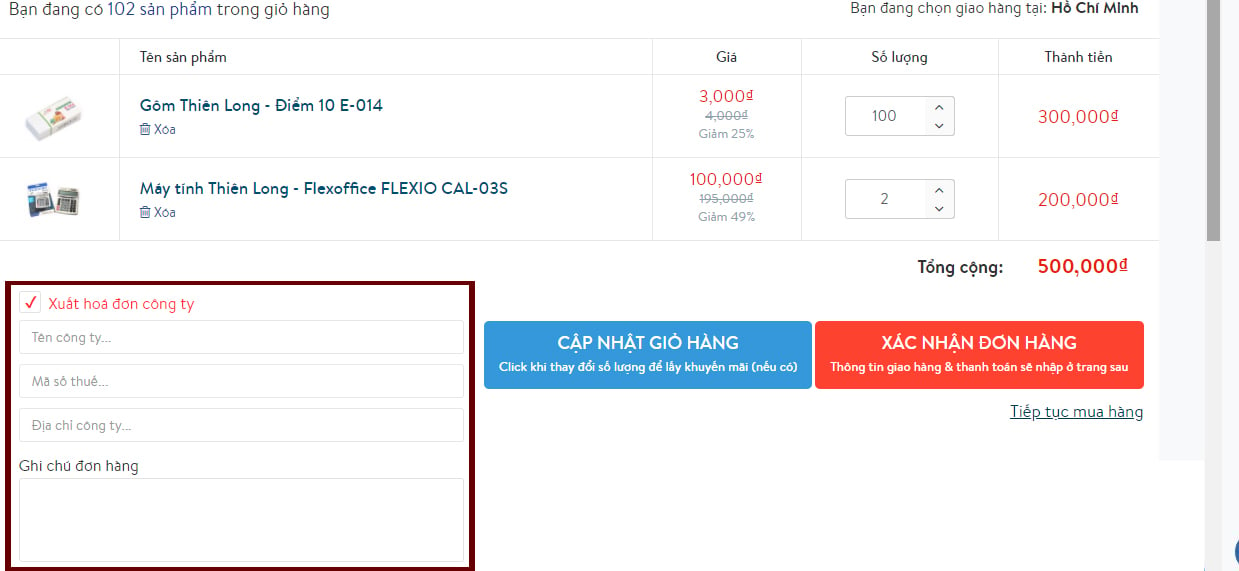 Bạn đang có 102 sản phẩm trong giỏ hàng
Bạn đang chọn giao hàng tại: Hồ Chí Minh
Tên sản phẩm Giá Số lượng Thành tiền
Gôm Thiên Long - Điểm 10 E-014
Xóa
3,000₫
4,000₫
Giảm 25%
100
300,000₫
Máy tính Thiên Long - Flexoffice FLEXIO CAL-03S
Xóa
100,000₫
195,000₫
Giảm 49%
2
200,000₫
Tổng cộng: 500,000₫
Xuất hoá đơn công ty
Tên công ty...
Mã số thuế...
Địa chỉ công ty...
Ghi chú đơn hàng
CẬP NHẬT GIỎ HÀNG
Click khi thay đổi số lượng để lấy khuyến mãi (nếu có)
XÁC NHẬN ĐƠN HÀNG
Thông tin giao hàng & thanh toán sẽ nhập ở trang sau
Tiếp tục mua hàng